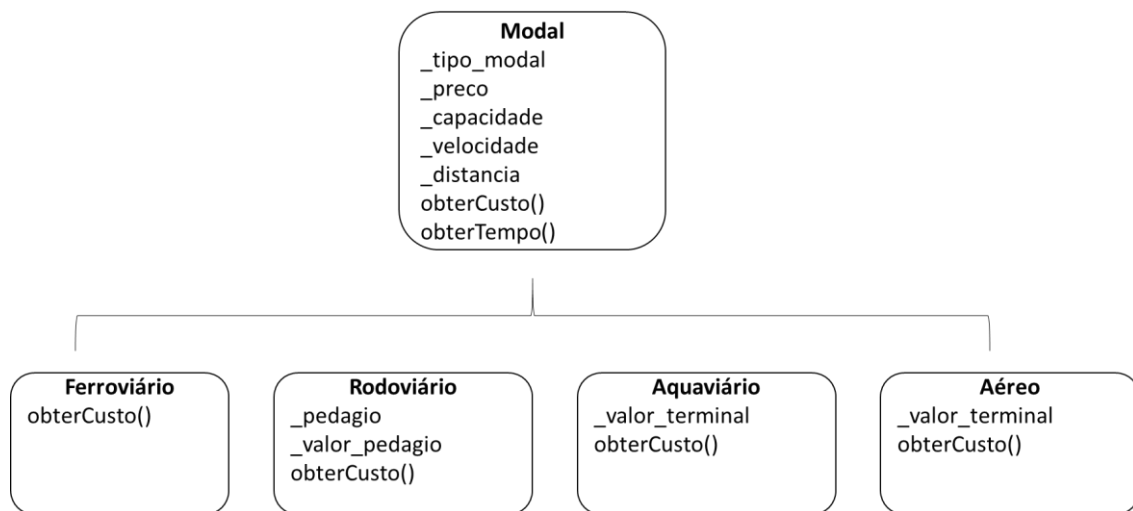 Modal
_tipo_modal
_preco
_capacidade
_velocidade
_distancia
obterCusto()
obterTempo()
Ferroviário
obterCusto()
Rodoviário
_pedagio
_valor_pedagio
obterCusto()
Aquaviário
_valor_terminal
obterCusto()
Aéreo
_valor_terminal
obterCusto()